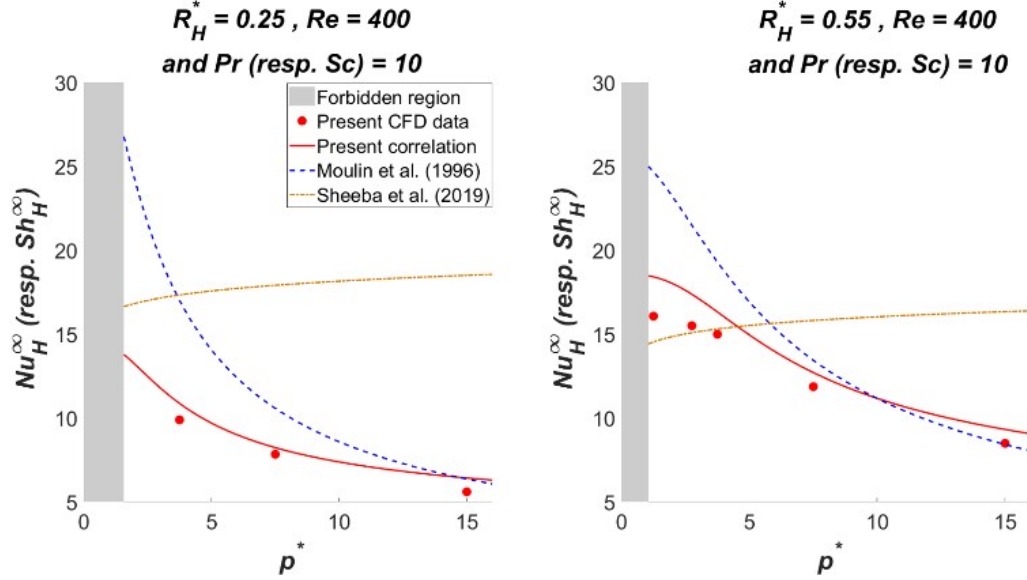 R*H = 0.25 , Re = 400
and Pr (resp. Sc) = 10
30
25
20
15
10
5
0
5
10
15
Nu∞H (resp. Sh∞H)
p*
Forbidden region
Present CFD data
Present correlation
Moulin et al. (1996)
Sheeba et al. (2019)
R*H = 0.55 , Re = 400
and Pr (resp. Sc) = 10
30
25
20
15
10
5
0
5
10
15
Nu∞H (resp. Sh∞H)
p*